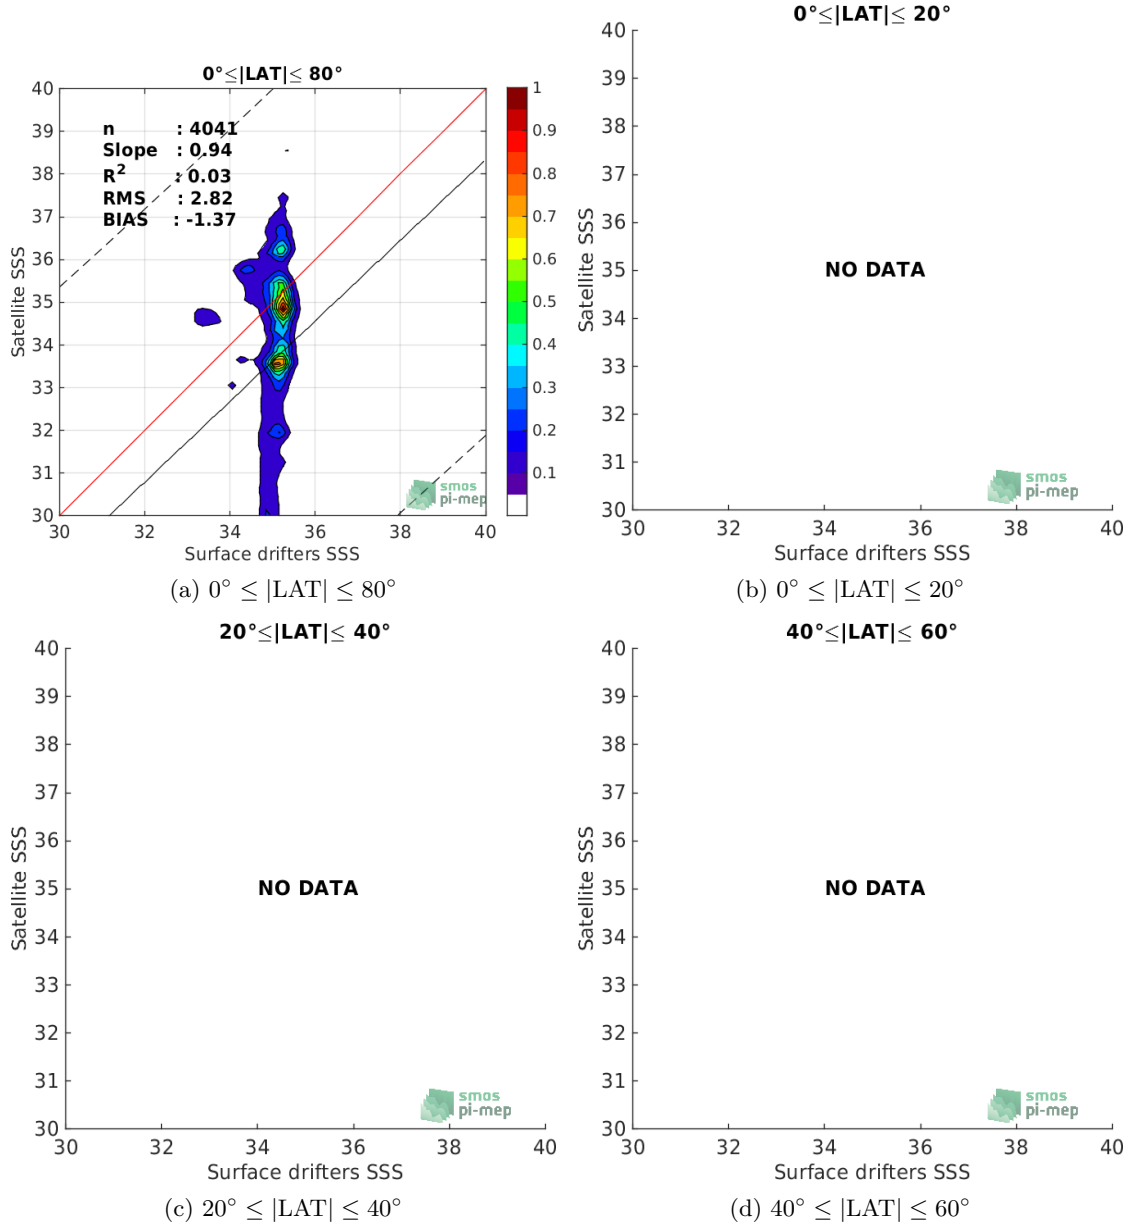 0°≤|LAT|≤ 80°
40
39
38
37
36
35
34
33
32
31
30
Satellite SSS
n : 4041
Slope : 0.94
R² : 0.03
RMS : 2.82
BIAS : -1.37
30 32 34 36 38 40
Surface drifters SSS
1
0.9
0.8
0.7
0.6
0.5
0.4
0.3
0.2
0.1
smos
pi-mep
(a) 0° ≤ |LAT| ≤ 80°
0°≤|LAT|≤ 20°
40
39
38
37
36
35
34
33
32
31
30
Satellite SSS
NO DATA
smos
pi-mep
30 32 34 36 38 40
Surface drifters SSS
(b) 0° ≤ |LAT| ≤ 20°
20°≤|LAT|≤ 40°
40
39
38
37
36
35
34
33
32
31
30
Satellite SSS
NO DATA
smos
pi-mep
30 32 34 36 38 40
Surface drifters SSS
(c) 20° ≤ |LAT| ≤ 40°
40°≤|LAT|≤ 60°
40
39
38
37
36
35
34
33
32
31
30
Satellite SSS
NO DATA
smos
pi-mep
30 32 34 36 38 40
Surface drifters SSS
(d) 40° ≤ |LAT| ≤ 60°